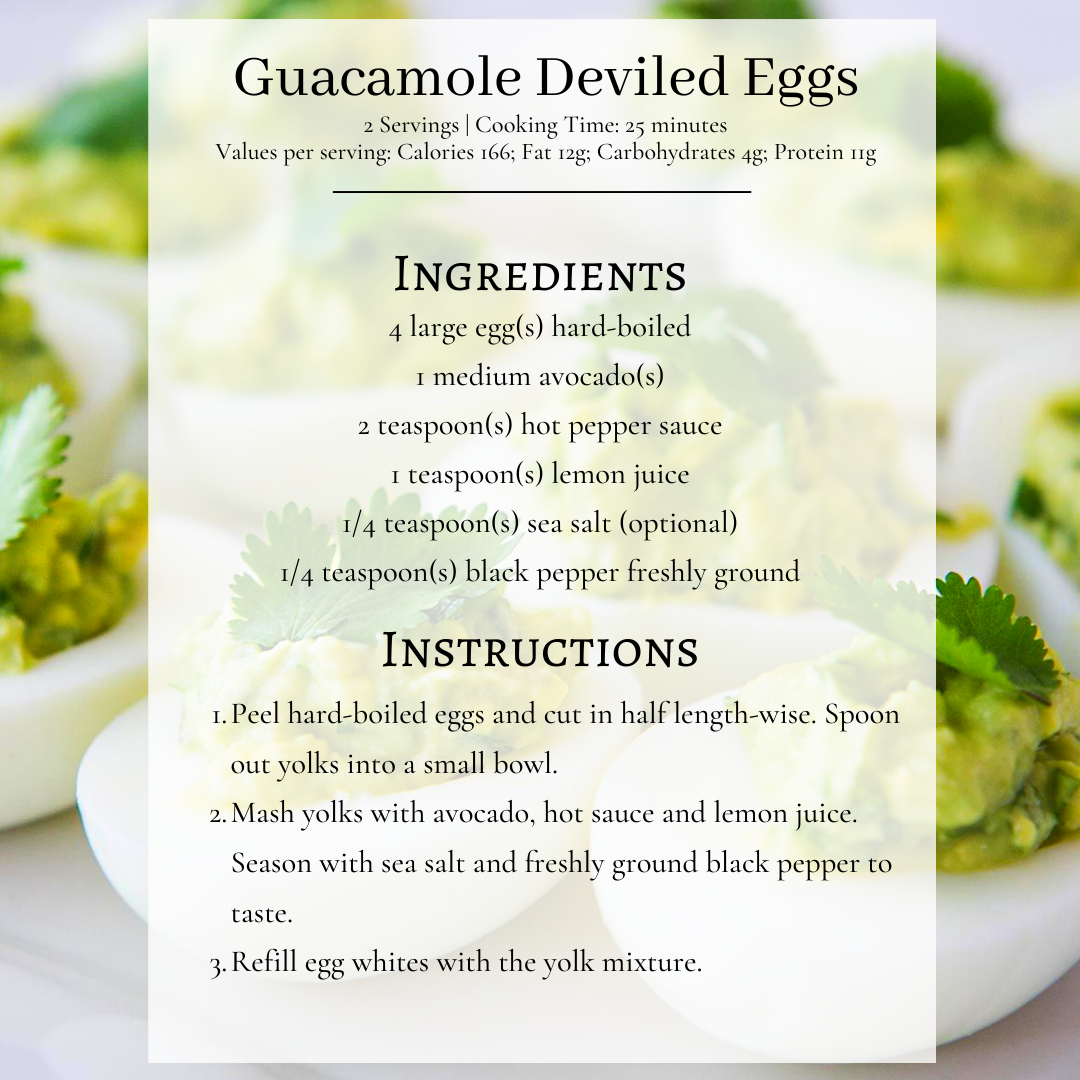 Guacamole Deviled Eggs
2 Servings | Cooking Time: 25 minutes
Values per serving: Calories 166; Fat 12g; Carbohydrates 4g; Protein 11g
Ingredients
4 large egg(s) hard-boiled
1 medium avocado(s)
2 teaspoon(s) hot pepper sauce
1 teaspoon(s) lemon juice
1/4 teaspoon(s) sea salt (optional)
1/4 teaspoon(s) black pepper freshly ground
Instructions
1. Peel hard-boiled eggs and cut in half length-wise. Spoon
out yolks into a small bowl.
2. Mash yolks with avocado, hot sauce and lemon juice.
Season with sea salt and freshly ground black pepper to
taste.
3. Refill egg whites with the yolk mixture.